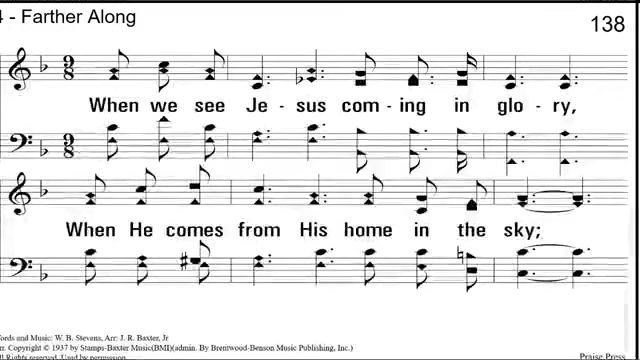 4 - Farther Along
138
When we see Je - sus com - ing in glo - ry,
When He comes from His home in the sky;
ords and Music: W. B. Stevens, Arr: J. R. Baxter, Jr
rr. Copyright © 1937 by Stamps-Baxter Music(BMI)(admin. By Brentwood-Benson Music Publishing, Inc.)
All Rights reserved. Used by permission.
Praise Press